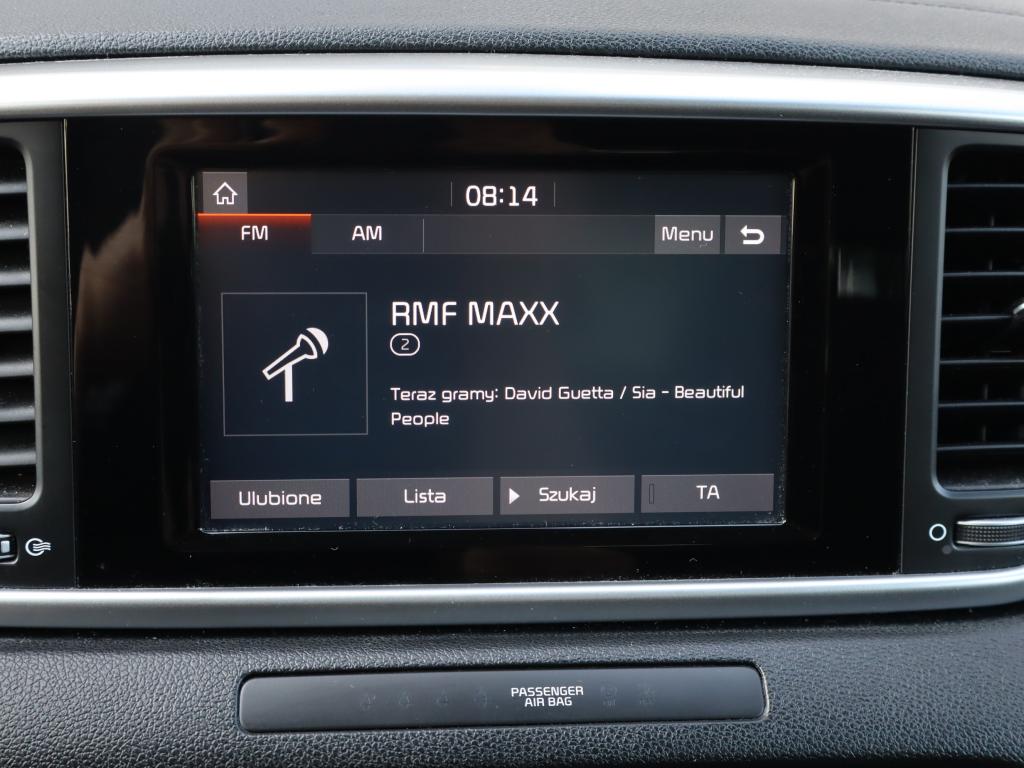 08:14
FM
AM
Menu
RMF MAXX
2
Teraz gramy: David Guetta / Sia - Beautiful
People
Ulubione
Lista
Szukaj
TA
PASSENGER
AIR BAG